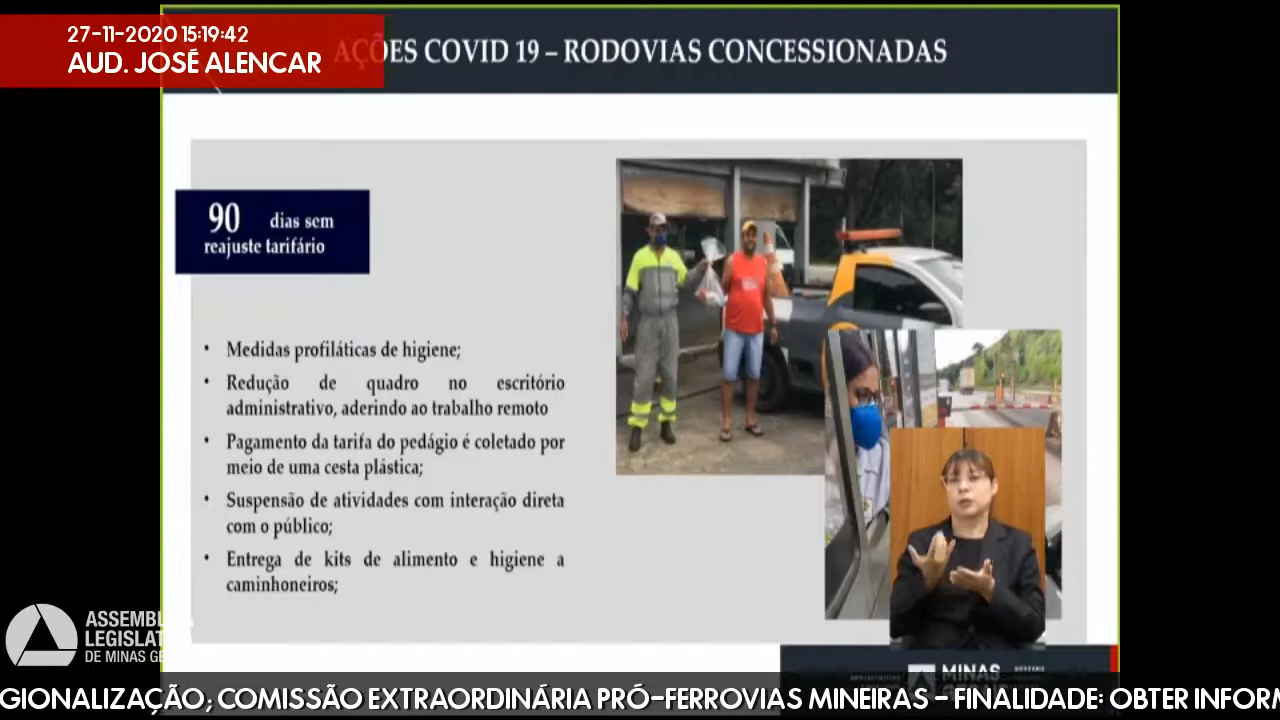 27-11-2020 15:19:42
AUD. JOSÉ ALENCAR
AÇÕES COVID 19 – RODOVIAS CONCESSIONADAS
90 dias sem
reajuste tarifário
• Medidas profiláticas de higiene;
• Redução de quadro no escritório
administrativo, aderindo ao trabalho remoto
• Pagamento da tarifa do pedágio é coletado por
meio de uma cesta plástica;
• Suspensão de atividades com interação direta
com o público;
• Entrega de kits de alimento e higiene a
caminhoneiros;
ASSEMBL
LEGISLAT
DE MINAS GE
MINAS
GIONALIZAÇÃO; COMISSÃO EXTRAORDINÁRIA PRÓ-FERROVIAS MINEIRAS - FINALIDADE: OBTER INFORM